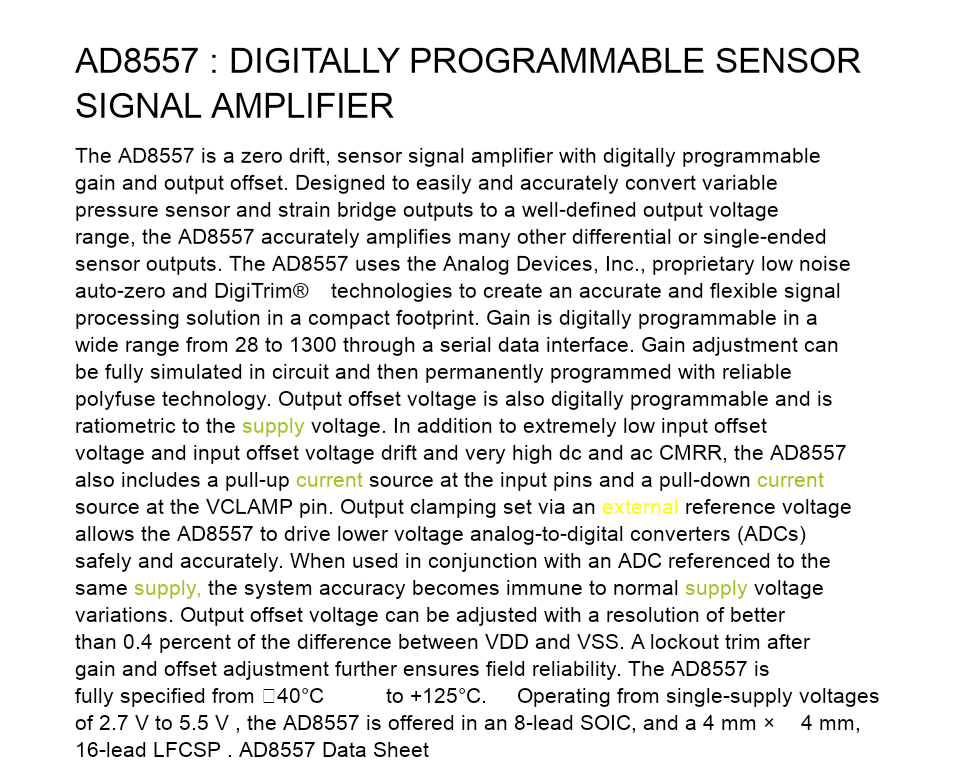 AD8557 : DIGITALLY PROGRAMMABLE SENSOR
SIGNAL AMPLIFIER
The AD8557 is a zero drift, sensor signal amplifier with digitally programmable
gain and output offset. Designed to easily and accurately convert variable
pressure sensor and strain bridge outputs to a well-defined output voltage
range, the AD8557 accurately amplifies many other differential or single-ended
sensor outputs. The AD8557 uses the Analog Devices, Inc., proprietary low noise
auto-zero and DigiTrim® technologies to create an accurate and flexible signal
processing solution in a compact footprint. Gain is digitally programmable in a
wide range from 28 to 1300 through a serial data interface. Gain adjustment can
be fully simulated in circuit and then permanently programmed with reliable
polyfuse technology. Output offset voltage is also digitally programmable and is
ratiometric to the supply voltage. In addition to extremely low input offset
voltage and input offset voltage drift and very high dc and ac CMRR, the AD8557
also includes a pull-up current source at the input pins and a pull-down current
source at the VCLAMP pin. Output clamping set via an external reference voltage
allows the AD8557 to drive lower voltage analog-to-digital converters (ADCs)
safely and accurately. When used in conjunction with an ADC referenced to the
same supply, the system accuracy becomes immune to normal supply voltage
variations. Output offset voltage can be adjusted with a resolution of better
than 0.4 percent of the difference between VDD and VSS. A lockout trim after
gain and offset adjustment further ensures field reliability. The AD8557 is
fully specified from □40°C to +125°C. Operating from single-supply voltages
of 2.7 V to 5.5 V , the AD8557 is offered in an 8-lead SOIC, and a 4 mm × 4 mm,
16-lead LFCSP . AD8557 Data Sheet